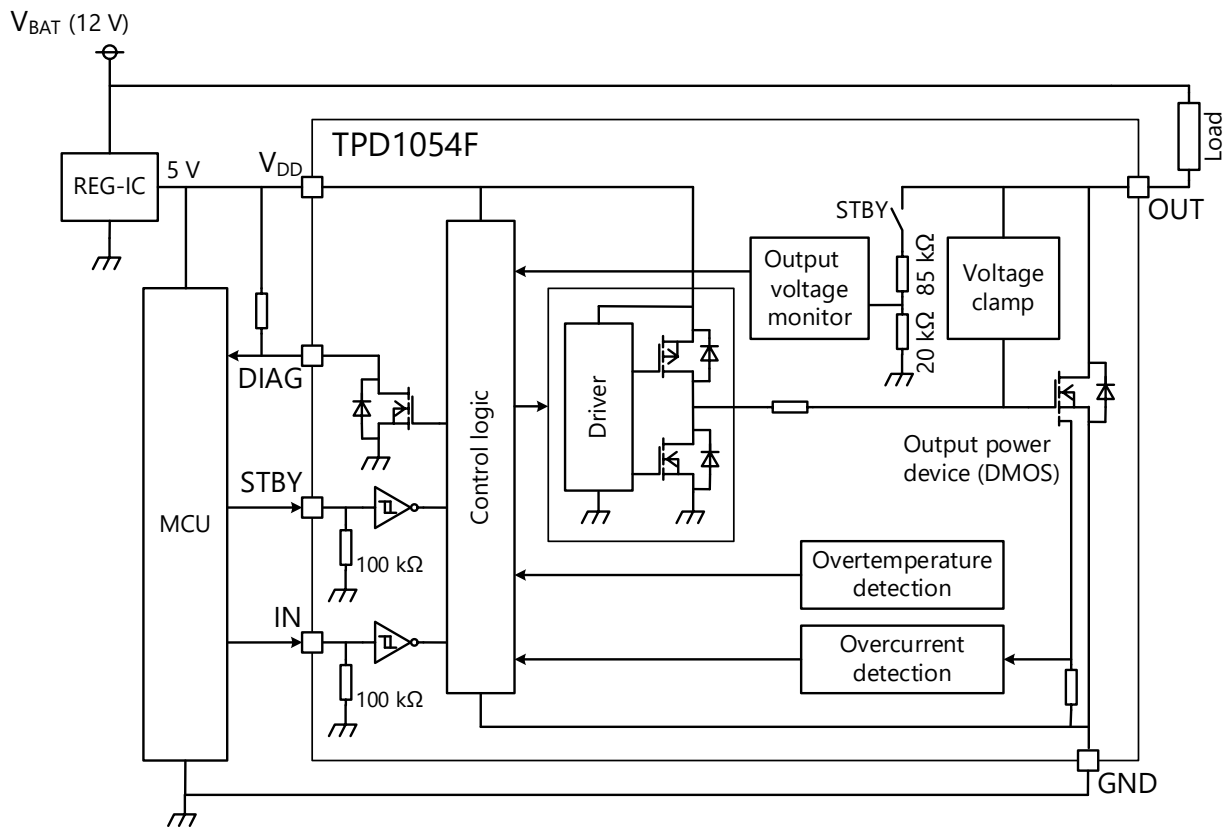 VBAT (12 V)
TPD1054F
Load
REG-IC
5 V
VDD
OUT
STBY
85 kΩ
20 kΩ
Output
voltage
monitor
Voltage
clamp
DIAG
Control logic
Driver
Output power
device (DMOS)
STBY
MCU
100 kΩ
Overtemperature
detection
IN
Overcurrent
detection
100 kΩ
GND